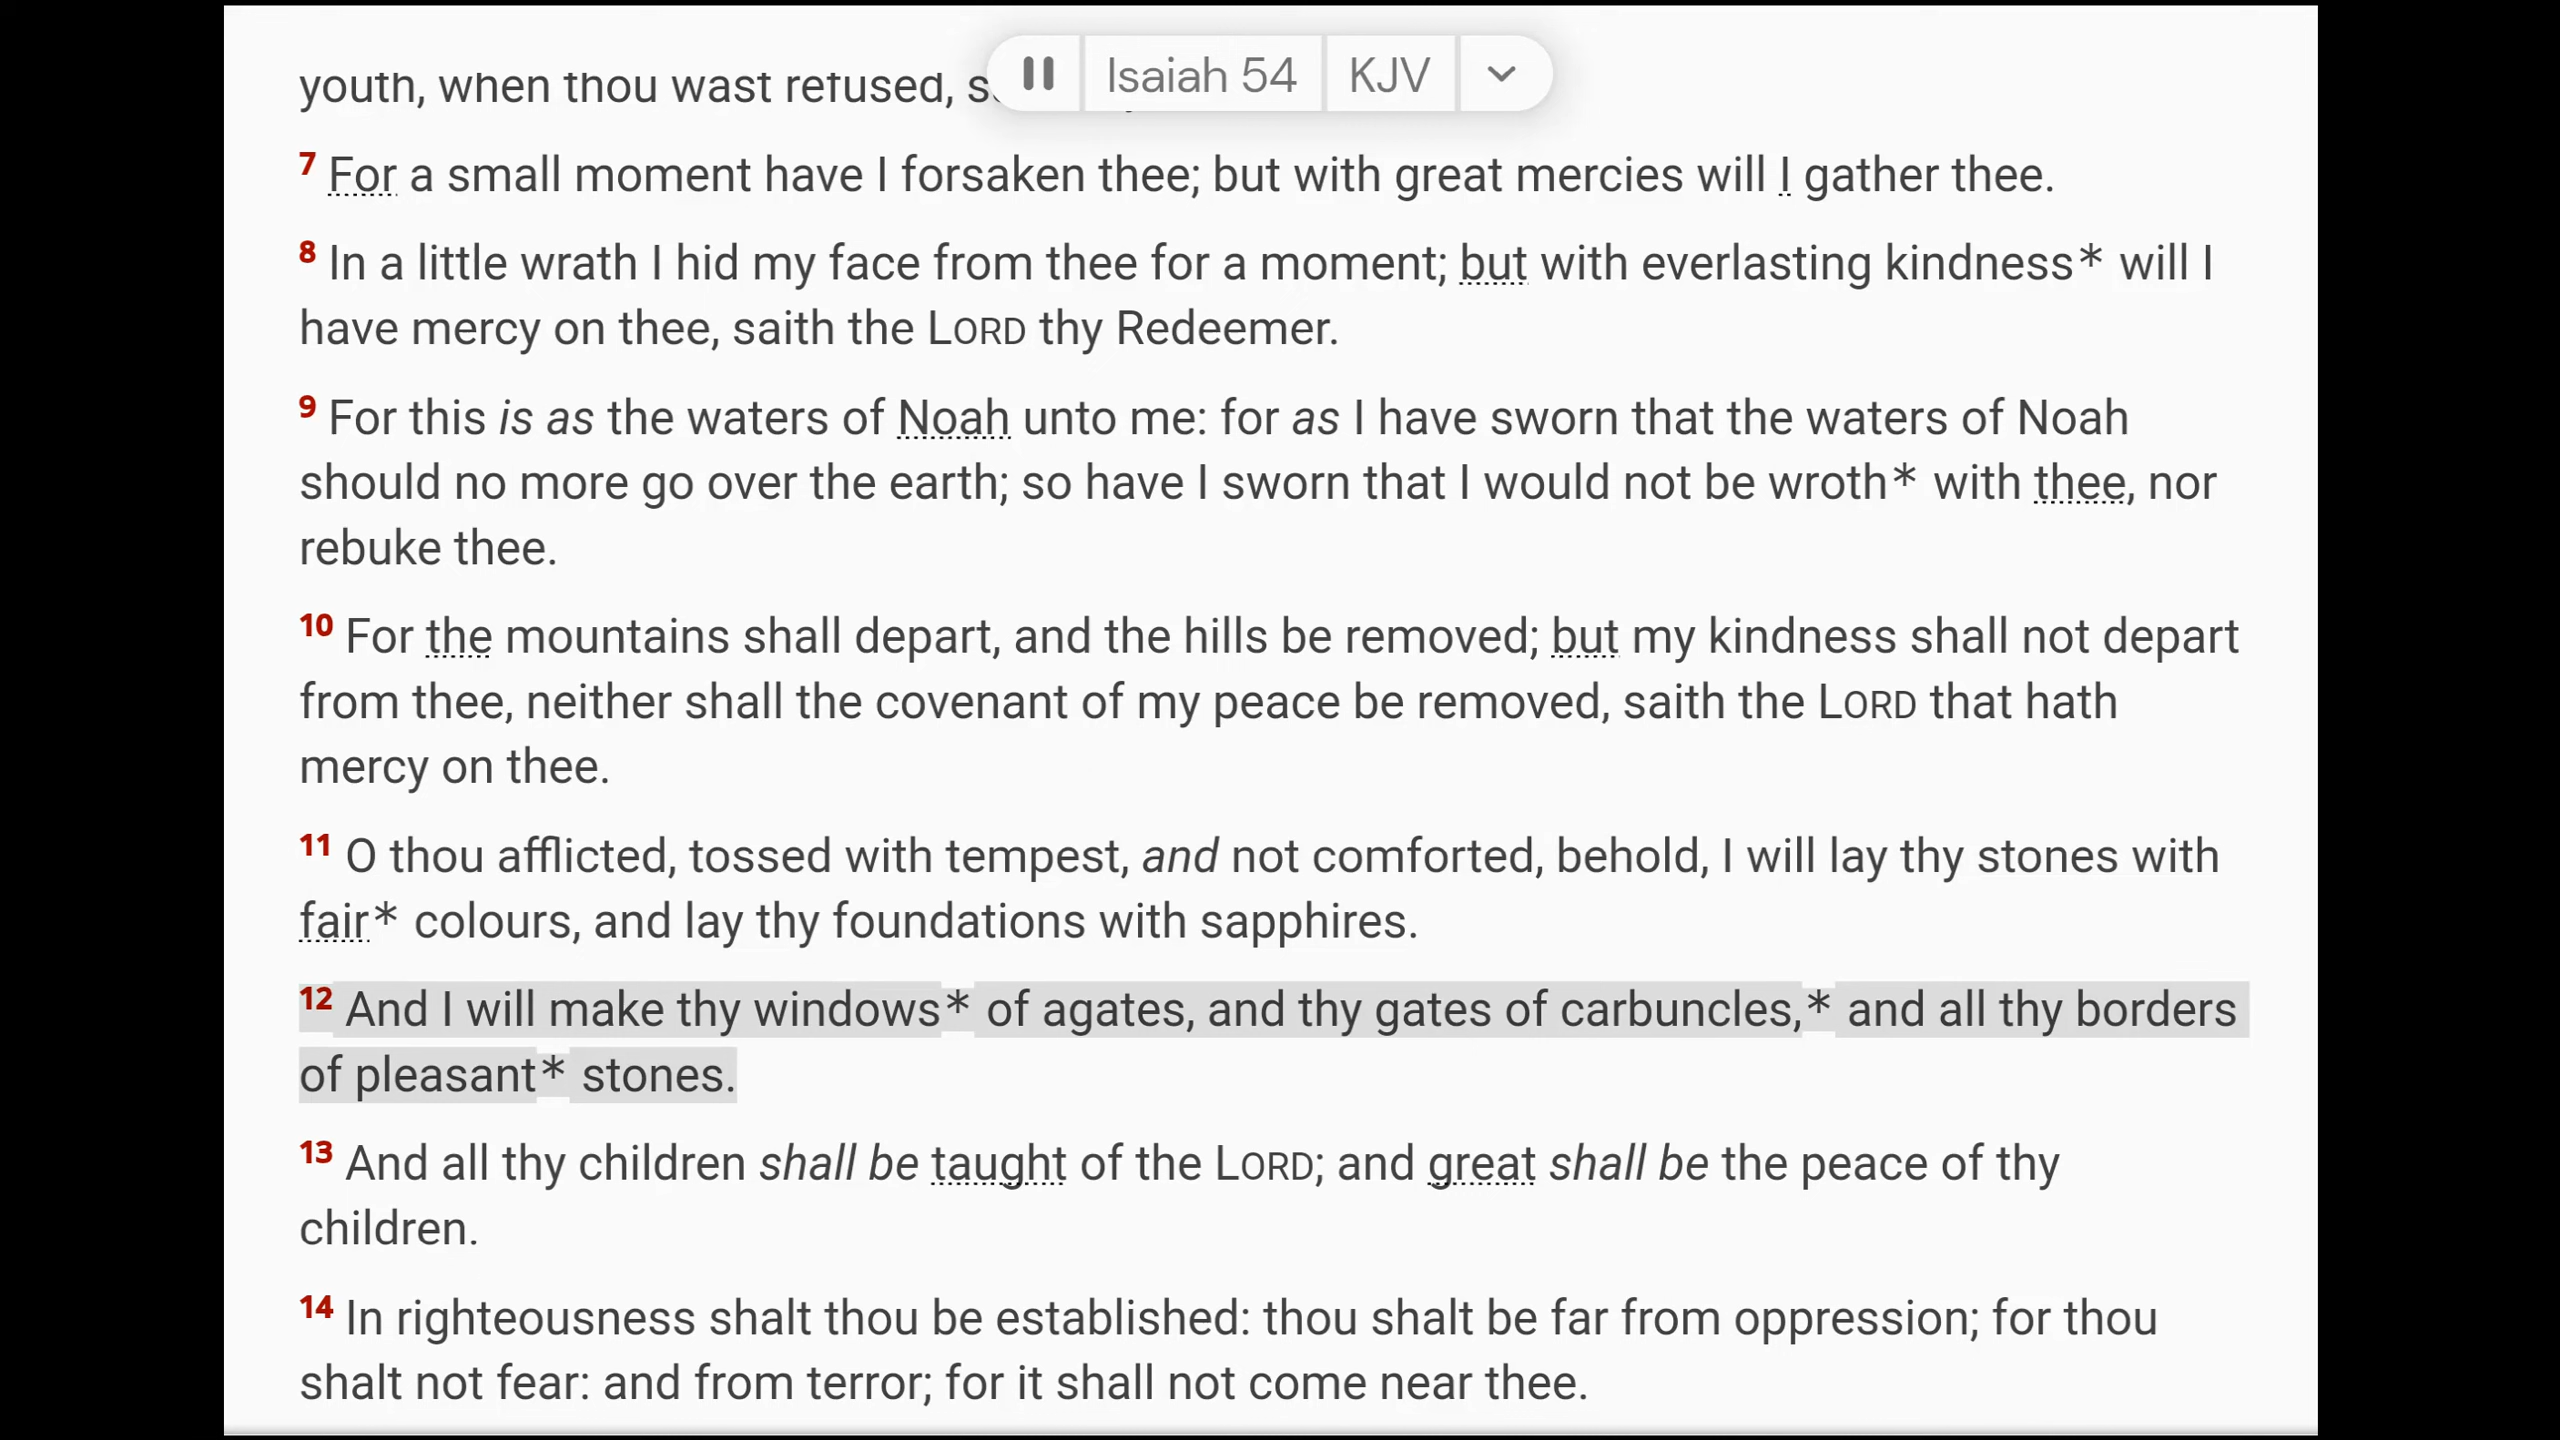 Isaiah 54 KJV
youth, when thou wast refused,
7 For a small moment have I forsaken thee; but with great mercies will I gather thee.
8 In a little wrath I hid my face from thee for a moment; but with everlasting kindness* will I
have mercy on thee, saith the LORD thy Redeemer.
9 For this is as the waters of Noah unto me: for as I have sworn that the waters of Noah
should no more go over the earth; so have I sworn that I would not be wroth* with thee, nor
rebuke thee.
10 For the mountains shall depart, and the hills be removed; but my kindness shall not depart
from thee, neither shall the covenant of my peace be removed, saith the LORD that hath
mercy on thee.
11 O thou afflicted, tossed with tempest, and not comforted, behold, I will lay thy stones with
fair* colours, and lay thy foundations with sapphires.
12 And I will make thy windows* of agates, and thy gates of carbuncles,* and all thy borders
of pleasant* stones.
13 And all thy children shall be taught of the LORD; and great shall be the peace of thy
children.
14 In righteousness shalt thou be established: thou shalt be far from oppression; for thou
shalt not fear: and from terror; for it shall not come near thee.